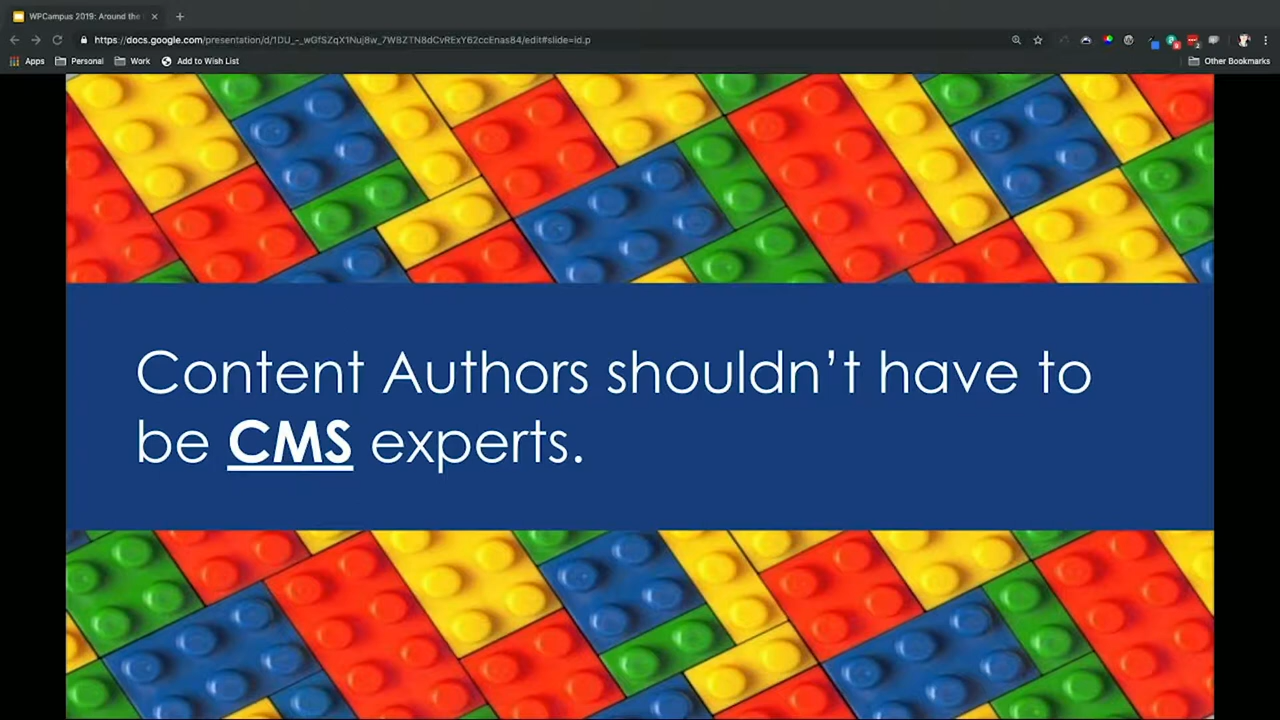 WPCampus 2019: Around the
https://docs.google.com/presentation/d/1DU_-_wGfSZqX1Nuj8w_7WBZTN8dCvRExY62ccEnas84/edit#slide=id.p
Apps Personal Work Add to Wish List Other Bookmarks
Content Authors shouldn’t have to
be CMS experts.